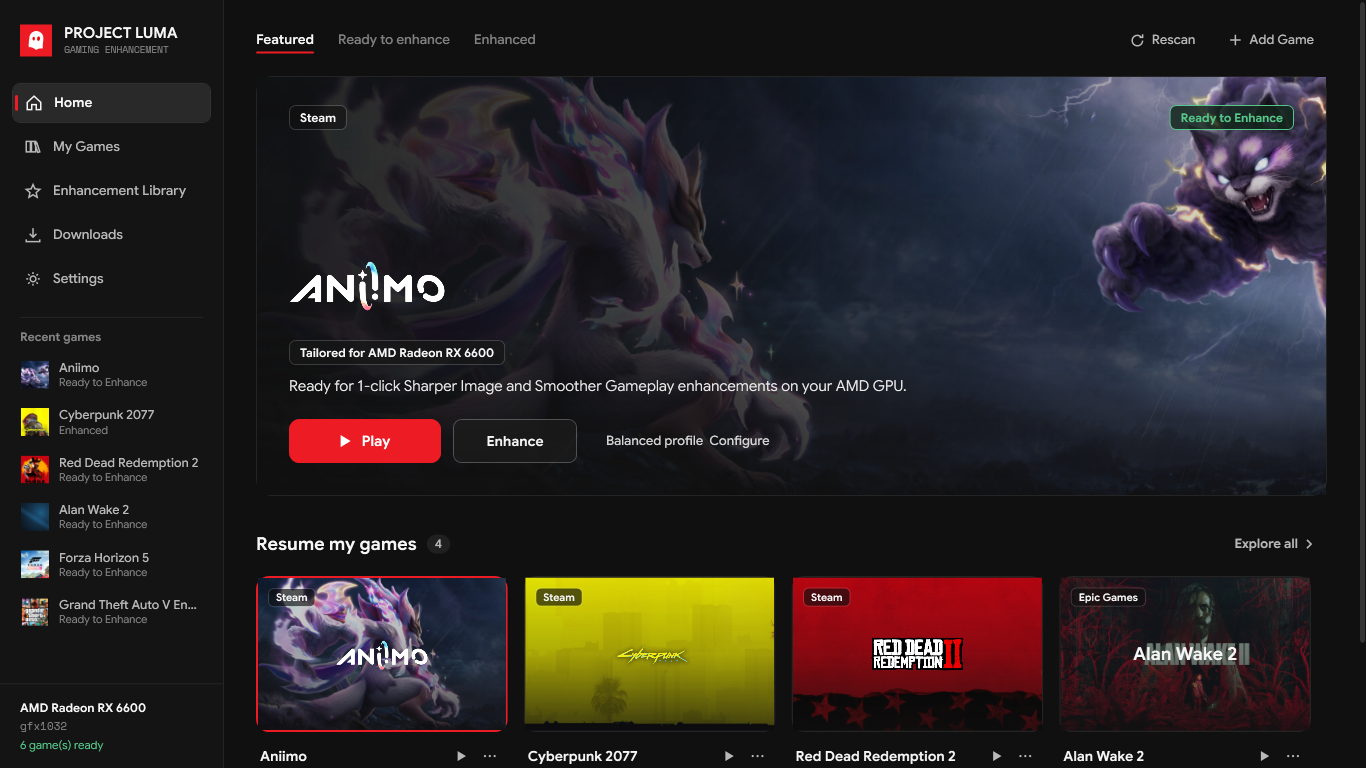 PROJECT LUMA
GAMING ENHANCEMENT
Home
My Games
Enhancement Library
Downloads
Settings
Recent games
Aniimo
Ready to Enhance
Cyberpunk 2077
Enhanced
Red Dead Redemption 2
Ready to Enhance
Alan Wake 2
Ready to Enhance
Forza Horizon 5
Ready to Enhance
Grand Theft Auto V En...
Ready to Enhance
AMD Radeon RX 6600
gfx1032
6 game(s) ready
Featured Ready to enhance Enhanced
Rescan Add Game
Steam Ready to Enhance
ANIIMO
Tailored for AMD Radeon RX 6600
Ready for 1-click Sharper Image and Smoother Gameplay enhancements on your AMD GPU.
Play Enhance Balanced profile Configure
Resume my games 4 Explore all
Steam Steam Steam Epic Games
ANIIMO CYBERPUNK RED DEAD REDEMPTION II ALAN WAKE II Alan Wake 2
Aniimo ... Cyberpunk 2077 ... Red Dead Redemption 2 ... Alan Wake 2 ...